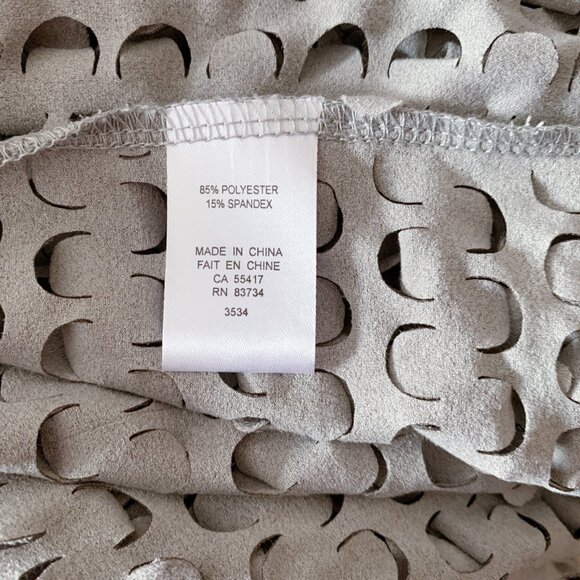 85% POLYESTER
15% SPANDEX
MADE IN CHINA
FAIT EN CHINE
CA 55417
RN 83734
3534